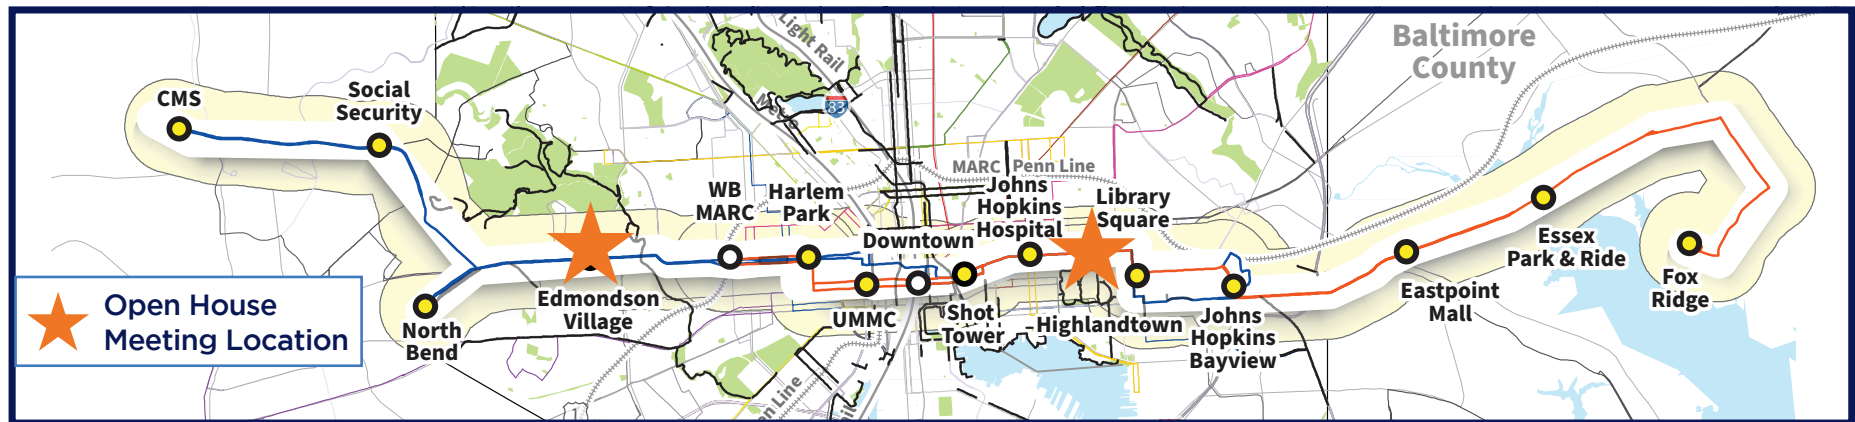 CMS
Social
Security
North
Bend
Open House
Meeting Location
Edmondson
Village
WB
MARC
Harlem
Park
Light Rail
Metro
83
MARC Penn Line
Downtown
UMMC
Shot
Tower
Johns
Hopkins
Hospital
Library
Square
Highlandtown
Johns
Hopkins
Bayview
Baltimore
County
Eastpoint
Mall
Essex
Park & Ride
Fox
Ridge
Line